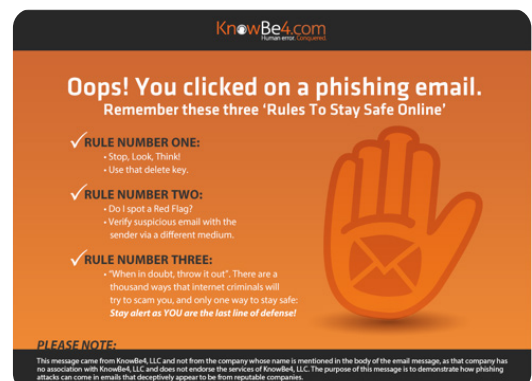 KnowBe4.com
Human error. Conquered.
Oops! You clicked on a phishing email.
Remember these three ‘Rules To Stay Safe Online’
RULE NUMBER ONE:
• Stop, Look, Think!
• Use that delete key.
RULE NUMBER TWO:
• Do I spot a Red Flag?
• Verify suspicious email with the
sender via a different medium.
RULE NUMBER THREE:
• “When in doubt, throw it out”. There are a
thousand ways that internet criminals will
try to scam you, and only one way to stay safe:
Stay alert as YOU are the last line of defense!
PLEASE NOTE:
This message came from KnowBe4, LLC and not from the company whose name is mentioned in the body of the email message, as that company has
no association with KnowBe4, LLC and does not endorse the services of KnowBe4, LLC. The purpose of this message is to demonstrate how phishing
attacks can come in emails that deceptively appear to be from reputable companies.